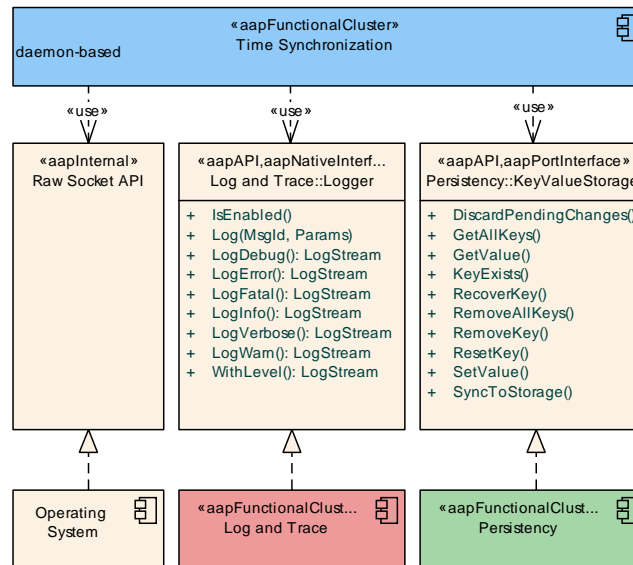 «aapFunctionalCluster»
Time Synchronization
daemon-based
«use»
«use»
«use»
«aapInternal»
Raw Socket API
«aapAPI,aapNativeInterf...
Log and Trace::Logger
+ IsEnabled()
+ Log(MsgId, Params)
+ LogDebug(): LogStream
+ LogError(): LogStream
+ LogFatal(): LogStream
+ LogInfo(): LogStream
+ LogVerbose(): LogStream
+ LogWarn(): LogStream
+ WithLevel(): LogStream
«aapAPI,aapPortInterface»
Persistency::KeyValueStorage
+ DiscardPendingChanges()
+ GetAllKeys()
+ GetValue()
+ KeyExists()
+ RecoverKey()
+ RemoveAllKeys()
+ RemoveKey()
+ ResetKey()
+ SetValue()
+ SyncToStorage()
Operating
System
«aapFunctionalClust...
Log and Trace
«aapFunctionalClust...
Persistency